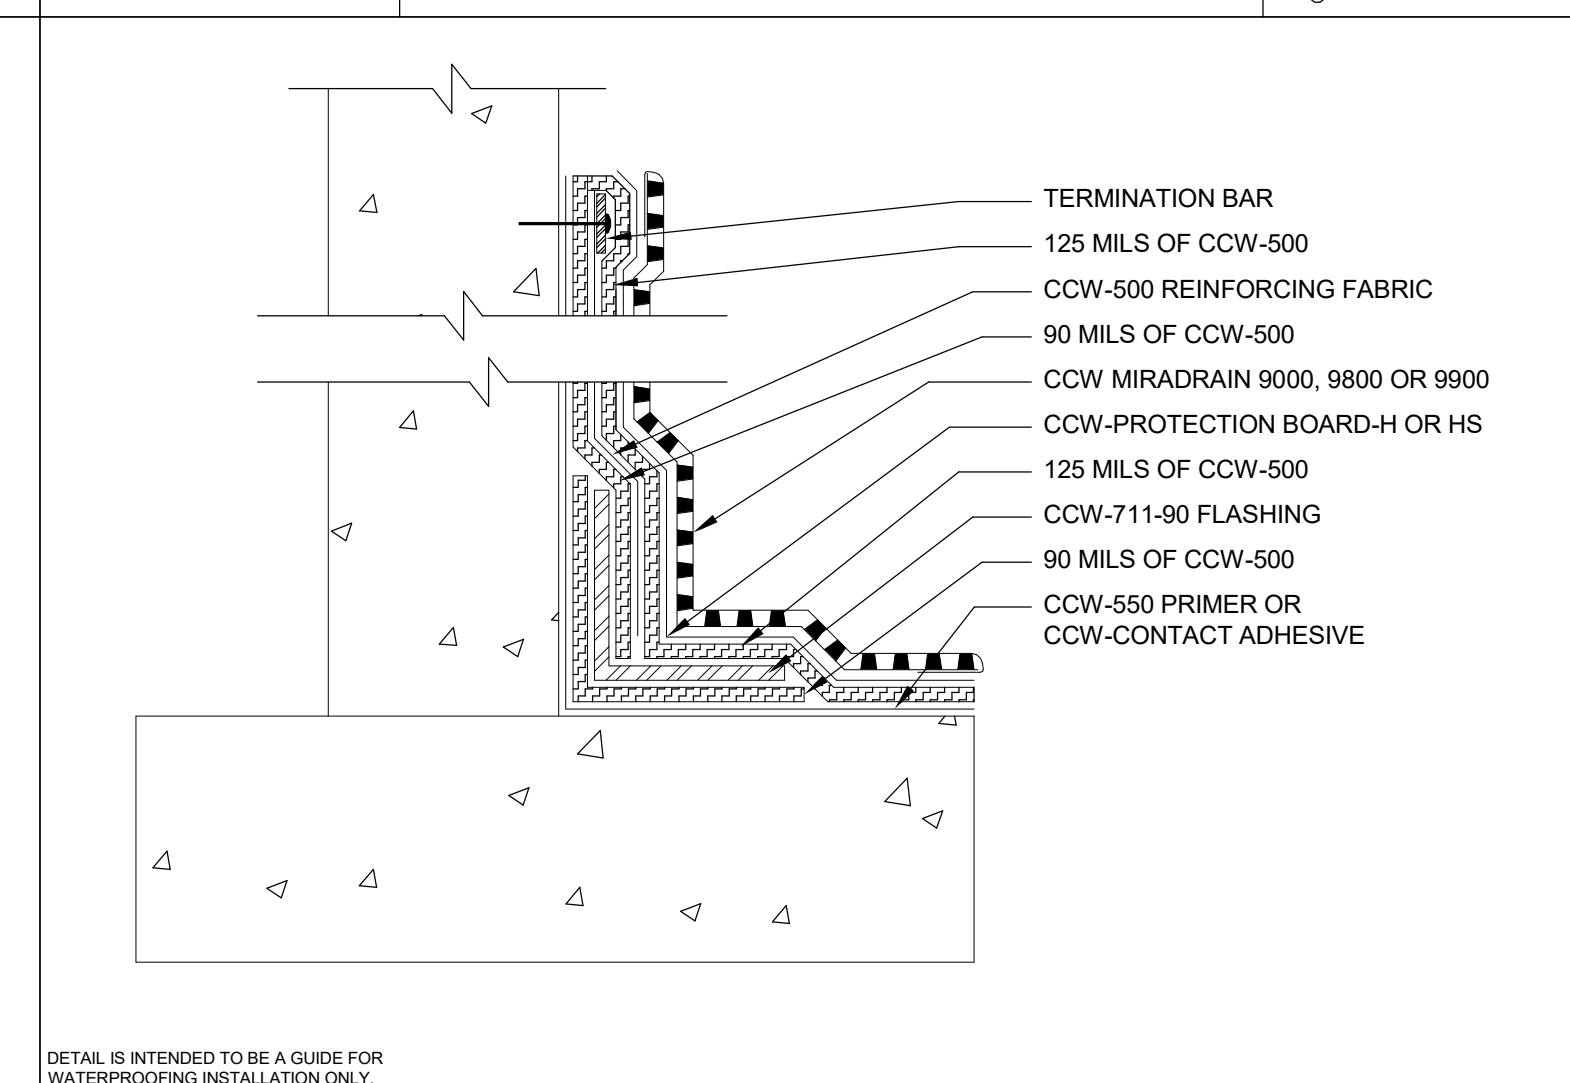 TERMINATION BAR
125 MILS OF CCW-500
CCW-500 REINFORCING FABRIC
90 MILS OF CCW-500
CCW MIRADRAIN 9000, 9800 OR 9900
CCW-PROTECTION BOARD-H OR HS
125 MILS OF CCW-500
CCW-711-90 FLASHING
90 MILS OF CCW-500
CCW-550 PRIMER OR
CCW-CONTACT ADHESIVE
DETAIL IS INTENDED TO BE A GUIDE FOR
WATERPROOFING INSTALLATION ONLY.